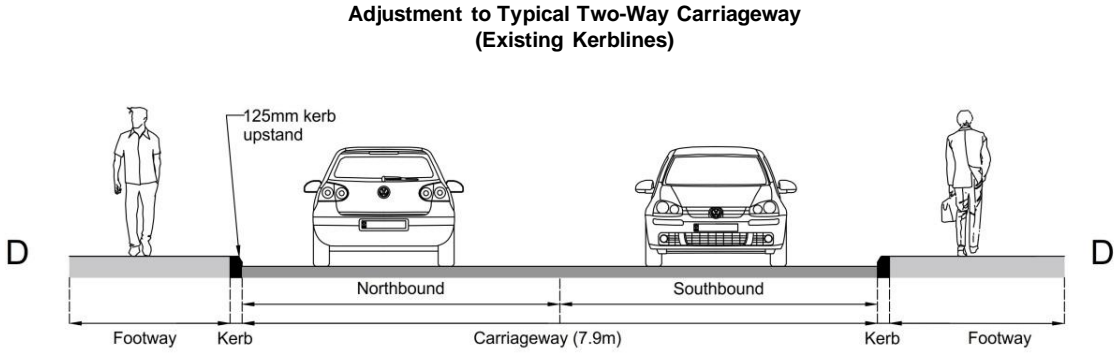 Adjustment to Typical Two-Way Carriageway
(Existing Kerblines)
125mm kerb
upstand
D
D
Northbound
Southbound
Footway
Kerb
Carriageway (7.9m)
Kerb
Footway